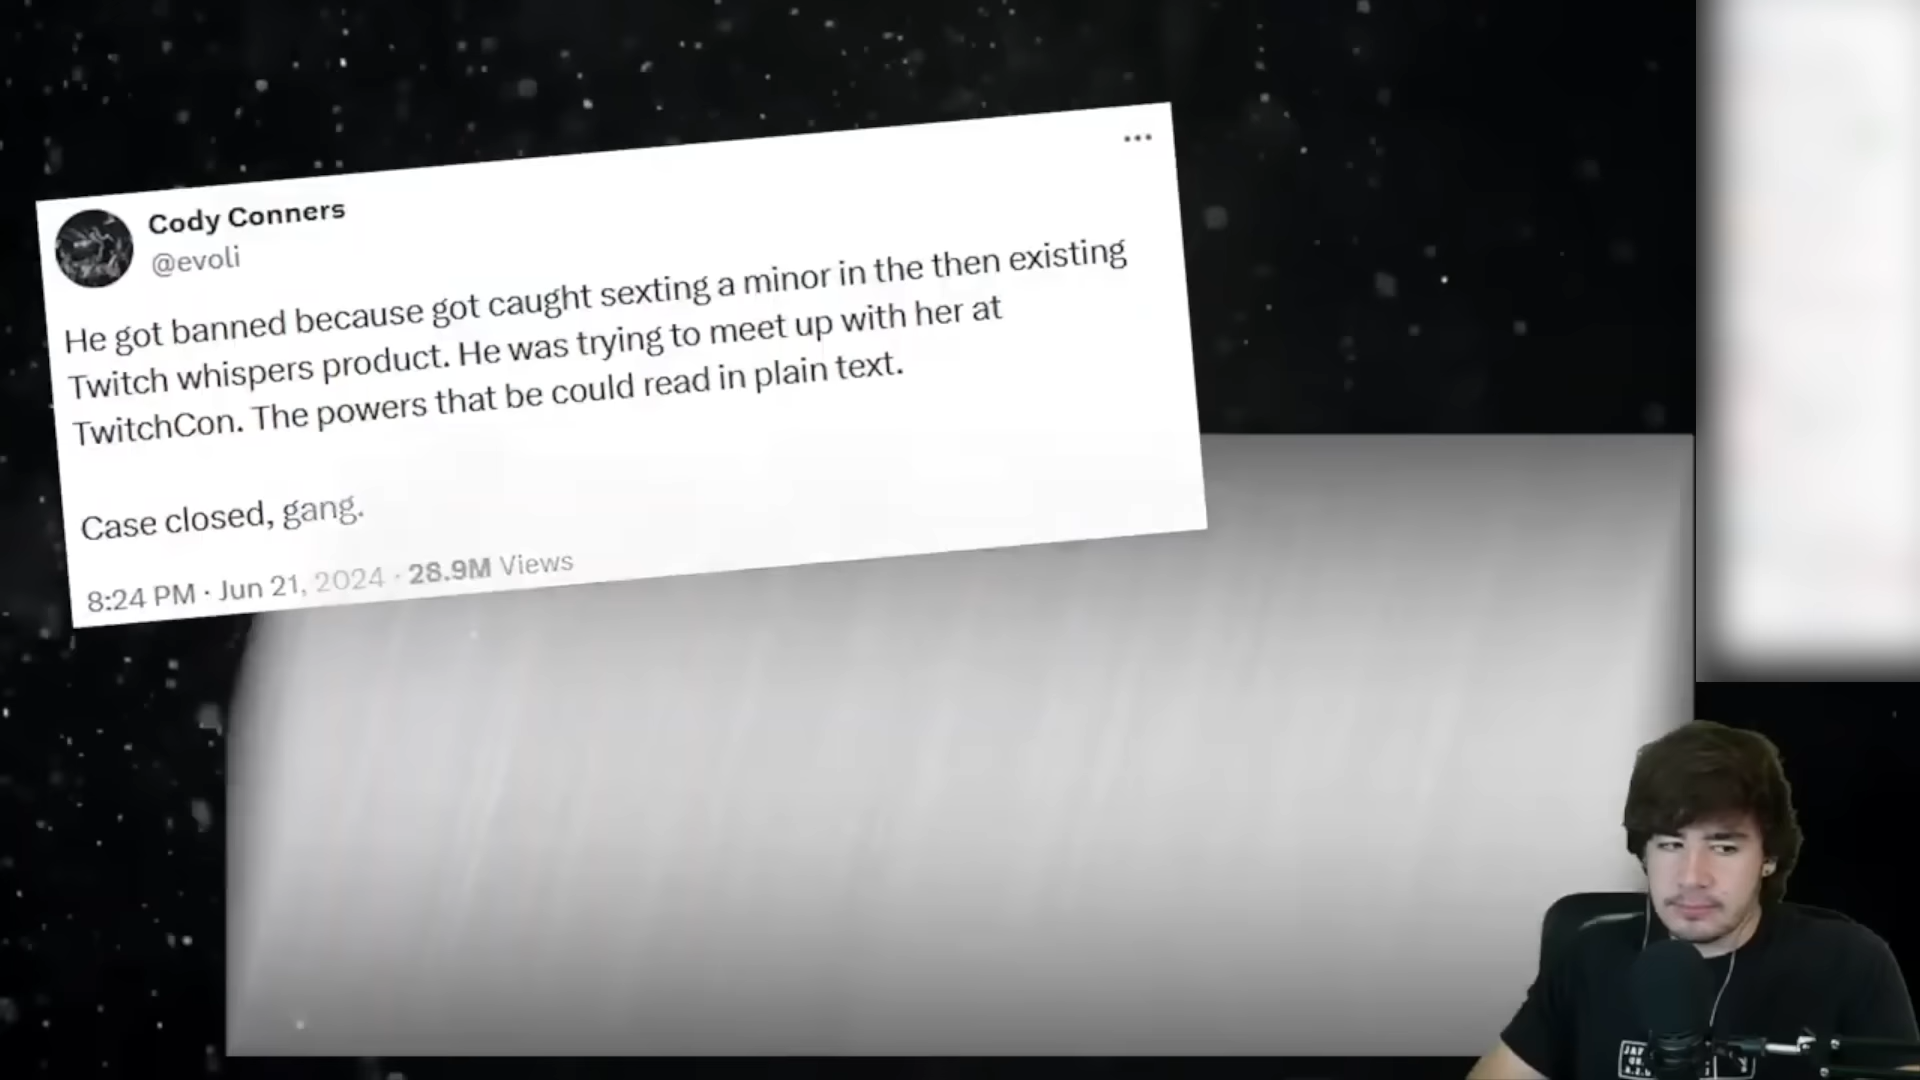 Cody Conners
@evoli
He got banned because got caught sexting a minor in the then existing
Twitch whispers product. He was trying to meet up with her at
TwitchCon. The powers that be could read in plain text.
Case closed, gang.
8:24 PM · Jun 21, 2024 · 28.9M Views